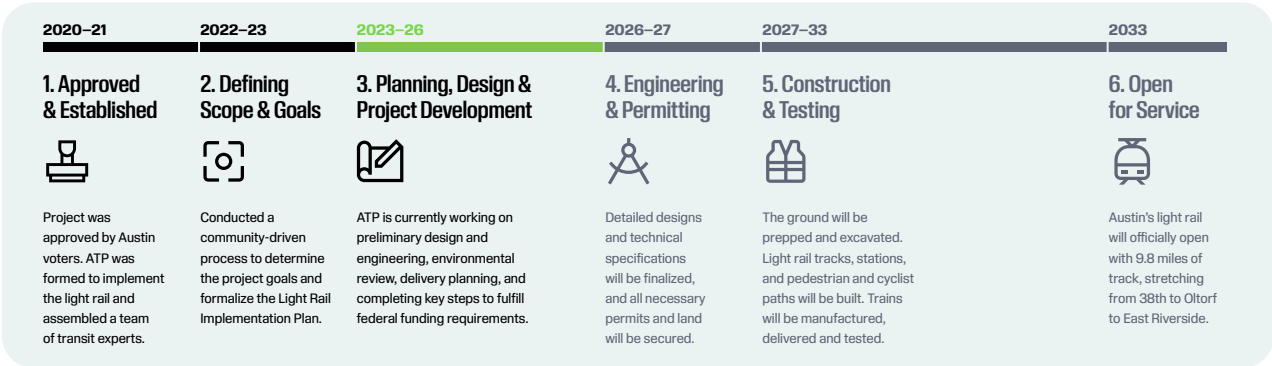 2020–21
1. Approved
& Established
Project was
approved by Austin
voters. ATP was
formed to implement
the light rail and
assembled a team
of transit experts.
2022–23
2. Defining
Scope & Goals
Conducted a
community-driven
process to determine
the project goals and
formalize the Light Rail
Implementation Plan.
2023–26
3. Planning, Design &
Project Development
ATP is currently working on
preliminary design and
engineering, environmental
review, delivery planning, and
completing key steps to fulfill
federal funding requirements.
2026–27
4. Engineering
& Permitting
Detailed designs
and technical
specifications
will be finalized,
and all necessary
permits and land
will be secured.
2027–33
5. Construction
& Testing
The ground will be
prepped and excavated.
Light rail tracks, stations,
and pedestrian and cyclist
paths will be built. Trains
will be manufactured,
delivered and tested.
2033
6. Open
for Service
Austin's light rail
will officially open
with 9.8 miles of
track, stretching
from 38th to Oltorf
to East Riverside.